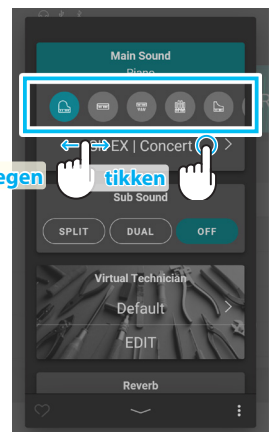 Main Sound
Piano
EX | Concert
egen
tikken
Sub Sound
SPLIT
DUAL
OFF
Virtual Technician
Default
EDIT
Reverb